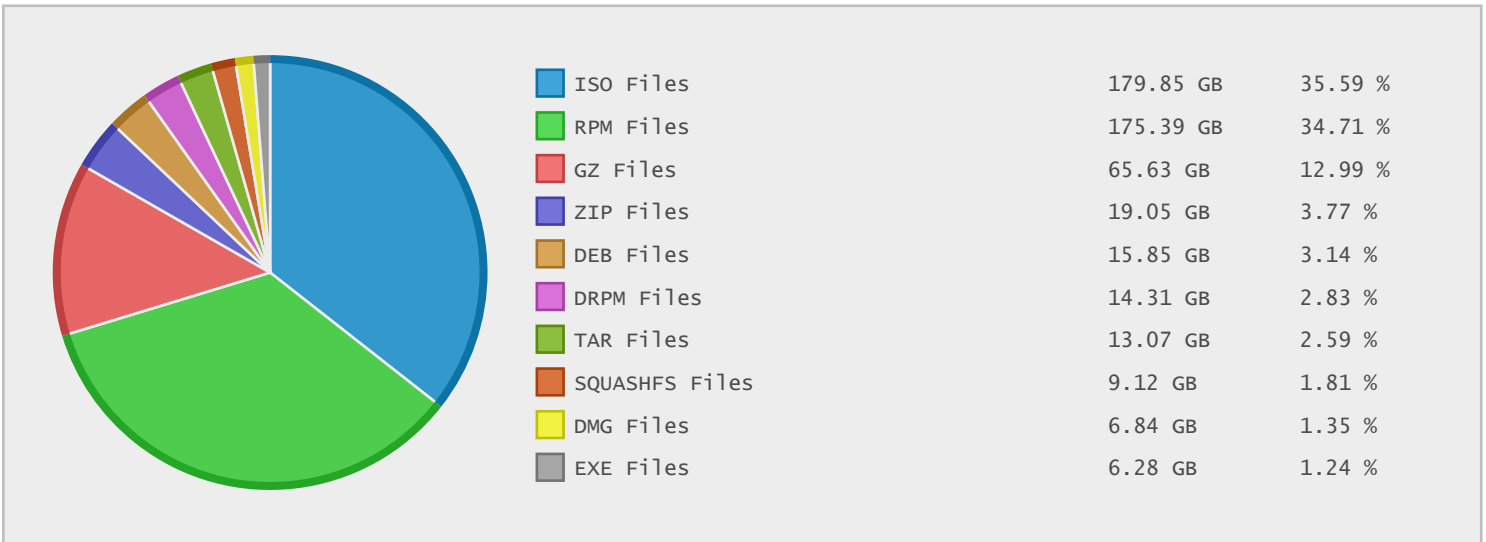 ISO Files 179.85 GB 35.59 %
RPM Files 175.39 GB 34.71 %
GZ Files 65.63 GB 12.99 %
ZIP Files 19.05 GB 3.77 %
DEB Files 15.85 GB 3.14 %
DRPM Files 14.31 GB 2.83 %
TAR Files 13.07 GB 2.59 %
SQUASHFS Files 9.12 GB 1.81 %
DMG Files 6.84 GB 1.35 %
EXE Files 6.28 GB 1.24 %